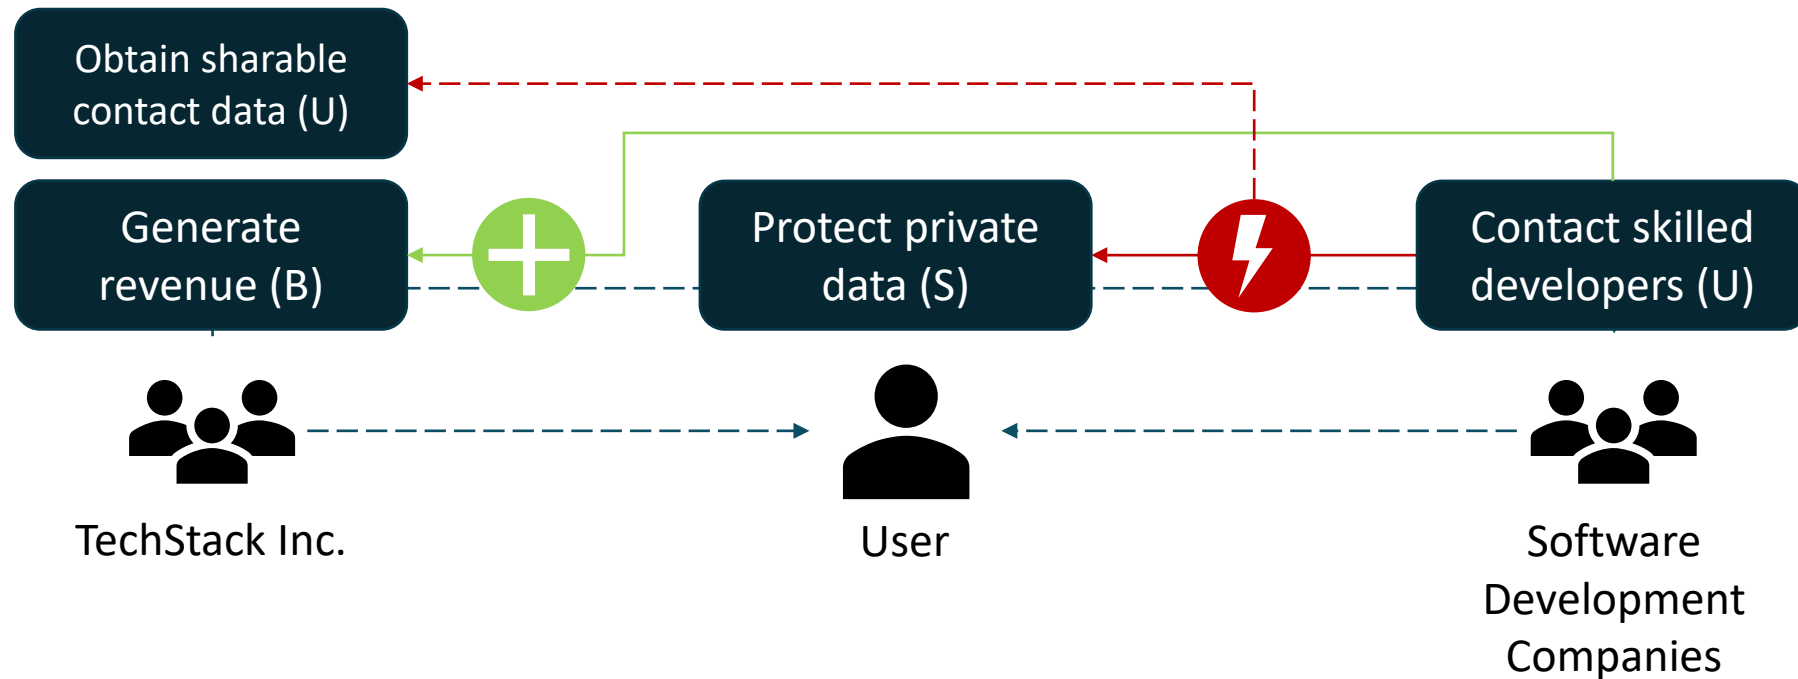 Obtain sharable
contact data (U)
Generate
revenue (B)
Protect private
data (S)
Contact skilled
developers (U)
TechStack Inc.
User
Software
Development
Companies